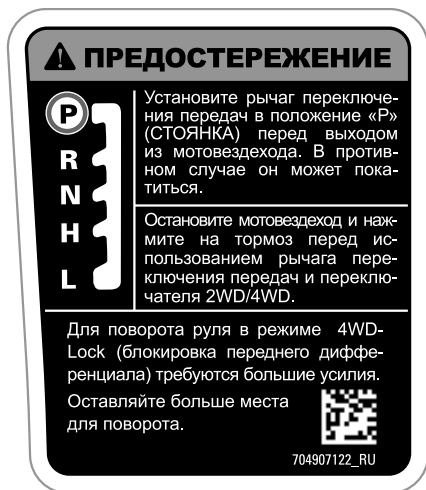 ПРЕДОСТЕРЕЖЕНИЕ
P
R
N
H
L
Установите рычаг переключе-
ния передач в положение «P»
(СТОЯНКА) перед выходом
из мотовездехода. В против-
ном случае он может пока-
титься.
Остановите мотовездеход и наж-
мите на тормоз перед ис-
пользованием рычага пере-
ключения передач и переклю-
чателя 2WD/4WD.
Для поворота руля в режиме 4WD-
Lock (блокировка переднего диффе-
ренциала) требуются большие усилия.
Оставляйте больше места
для поворота.
704907122_RU